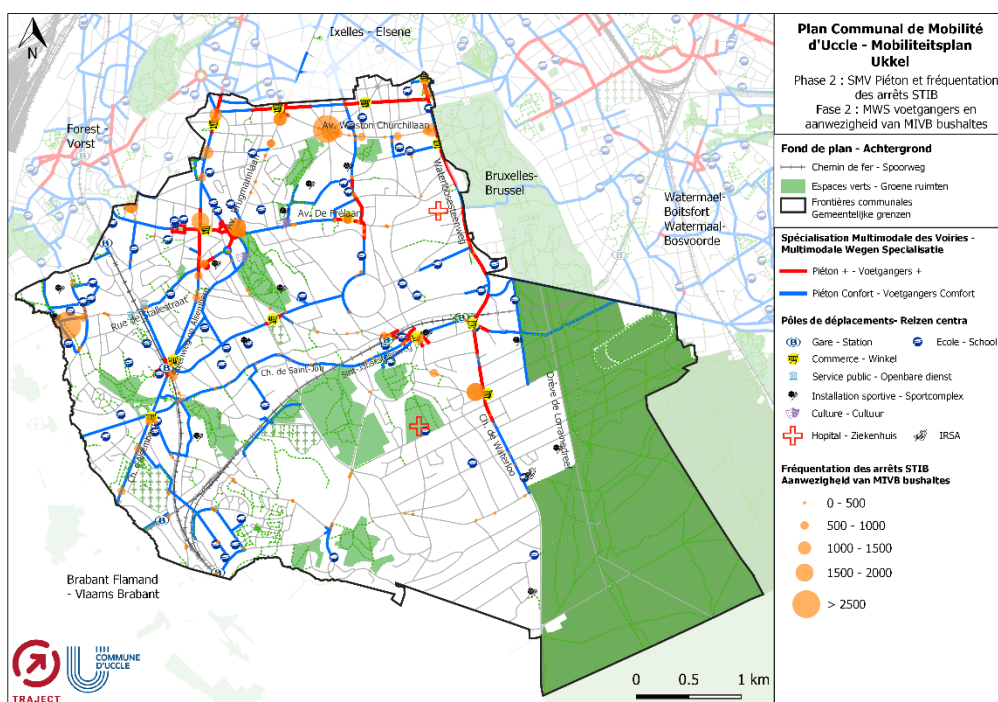 N
Ixelles - Elsene
Forest
Vorst
Av. Winston Churchilllaan
Bruxelles-
Brussel
Watermael-
Boitsfort
Watermaal-
Bosvoorde
Av. Brugmannlaan
Waterloosesteenweg
Av. De Frélaan
Rue de Stallestraat
Ch. de Saint-Job
Drève de Lorrainedreef
Ch. de Waterloo
Brabant Flamand
- Vlaams Brabant
TRAJECT
COMMUNE
D'UCCLE
0 0.5 1 km
Plan Communal de Mobilité
d'Uccle - Mobiliteitsplan
Ukkel
Phase 2 : SMV Piéton et fréquentation
des arrêts STIB
Fase 2 : MWS voetgangers en
aanwezigheid van MIVB bushaltes
Fond de plan - Achtergrond
Chemin de fer - Spoorweg
Espaces verts - Groene ruimten
Frontières communales
Gemeentelijke grenzen
Spécialisation Multimodale des Voiries -
Multimodale Wegen Specialisatie
Piéton + - Voetgangers +
Piéton Confort - Voetgangers Comfort
Pôles de déplacements- Reizen centra
Gare - Station Ecole - School
Commerce - Winkel
Service public - Openbare dienst
Installation sportive - Sportcomplex
Culture - Cultuur
Hopital - Ziekenhuis IRSA
Fréquentation des arrêts STIB
Aanwezigheid van MIVB bushaltes
0 - 500
500 - 1000
1000 - 1500
1500 - 2000
> 2500